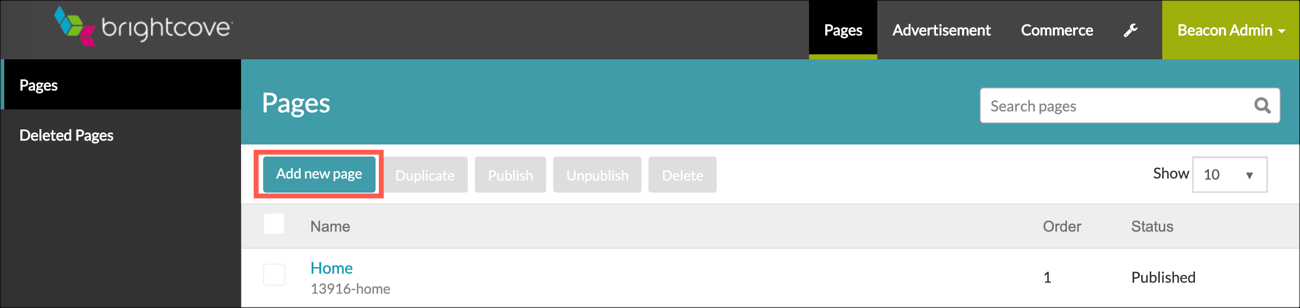 brightcove
Pages Advertisement Commerce Beacon Admin
Pages
Deleted Pages
Pages
Search pages
Add new page Duplicate Publish Unpublish Delete
Show 10
Name Order Status
Home 1 Published
13916-home